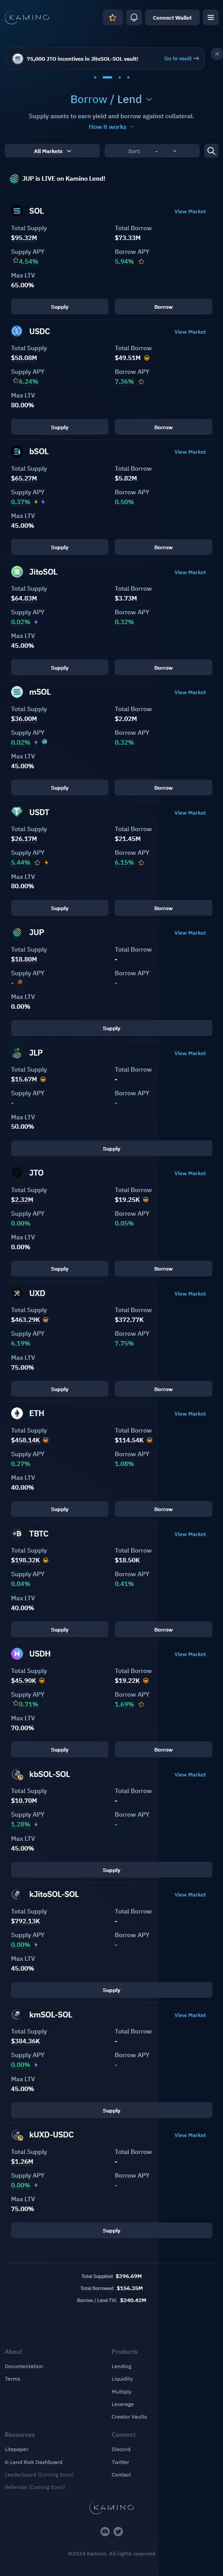 KAMINO
Connect Wallet
75,000 JTO incentives in JitoSOL-SOL vault!
Go to vault
Borrow / Lend
Supply assets to earn yield and borrow against collateral.
How it works
All Markets
Sort: -
JUP is LIVE on Kamino Lend!
SOL
View Market
Total Supply Total Borrow
$95.32M $73.33M
Supply APY Borrow APY
4.54% 5.94%
Max LTV
65.00%
Supply Borrow
USDC
View Market
Total Supply Total Borrow
$58.08M $49.51M
Supply APY Borrow APY
6.24% 7.36%
Max LTV
80.00%
Supply Borrow
bSOL
View Market
Total Supply Total Borrow
$65.27M $5.82M
Supply APY Borrow APY
0.37% 0.50%
Max LTV
45.00%
Supply Borrow
JitoSOL
View Market
Total Supply Total Borrow
$64.83M $3.73M
Supply APY Borrow APY
0.02% 0.32%
Max LTV
45.00%
Supply Borrow
mSOL
View Market
Total Supply Total Borrow
$36.00M $2.02M
Supply APY Borrow APY
0.02% 0.32%
Max LTV
45.00%
Supply Borrow
USDT
View Market
Total Supply Total Borrow
$26.17M $21.45M
Supply APY Borrow APY
5.44% 6.15%
Max LTV
80.00%
Supply Borrow
JUP
View Market
Total Supply Total Borrow
$18.80M -
Supply APY Borrow APY
- -
Max LTV
0.00%
Supply
JLP
View Market
Total Supply Total Borrow
$15.67M -
Supply APY Borrow APY
- -
Max LTV
50.00%
Supply
JTO
View Market
Total Supply Total Borrow
$2.32M $19.25K
Supply APY Borrow APY
0.00% 0.05%
Max LTV
0.00%
Supply Borrow
UXD
View Market
Total Supply Total Borrow
$463.29K $372.77K
Supply APY Borrow APY
6.19% 7.75%
Max LTV
75.00%
Supply Borrow
ETH
View Market
Total Supply Total Borrow
$458.14K $114.54K
Supply APY Borrow APY
0.27% 1.08%
Max LTV
40.00%
Supply Borrow
TBTC
View Market
Total Supply Total Borrow
$198.32K $18.50K
Supply APY Borrow APY
0.04% 0.41%
Max LTV
40.00%
Supply Borrow
USDH
View Market
Total Supply Total Borrow
$45.90K $19.22K
Supply APY Borrow APY
0.71% 1.69%
Max LTV
70.00%
Supply Borrow
kbSOL-SOL
View Market
Total Supply Total Borrow
$10.70M -
Supply APY Borrow APY
1.28% -
Max LTV
45.00%
Supply
kJitoSOL-SOL
View Market
Total Supply Total Borrow
$792.13K -
Supply APY Borrow APY
0.00% -
Max LTV
45.00%
Supply
kmSOL-SOL
View Market
Total Supply Total Borrow
$384.36K -
Supply APY Borrow APY
0.00% -
Max LTV
45.00%
Supply
kUXD-USDC
View Market
Total Supply Total Borrow
$1.26M -
Supply APY Borrow APY
0.00% -
Max LTV
75.00%
Supply
Total Supplied $396.69M
Total Borrowed $156.35M
Borrow / Lend TVL $240.42M
About Products
Documentation Lending
Terms Liquidity
Multiply
Leverage
Creator Vaults
Resources Connect
Litepaper Discord
K-Lend Risk Dashboard Twitter
Leaderboard (Coming Soon) Contact
Referrals (Coming Soon)
KAMINO
©2024 Kamino. All rights reserved